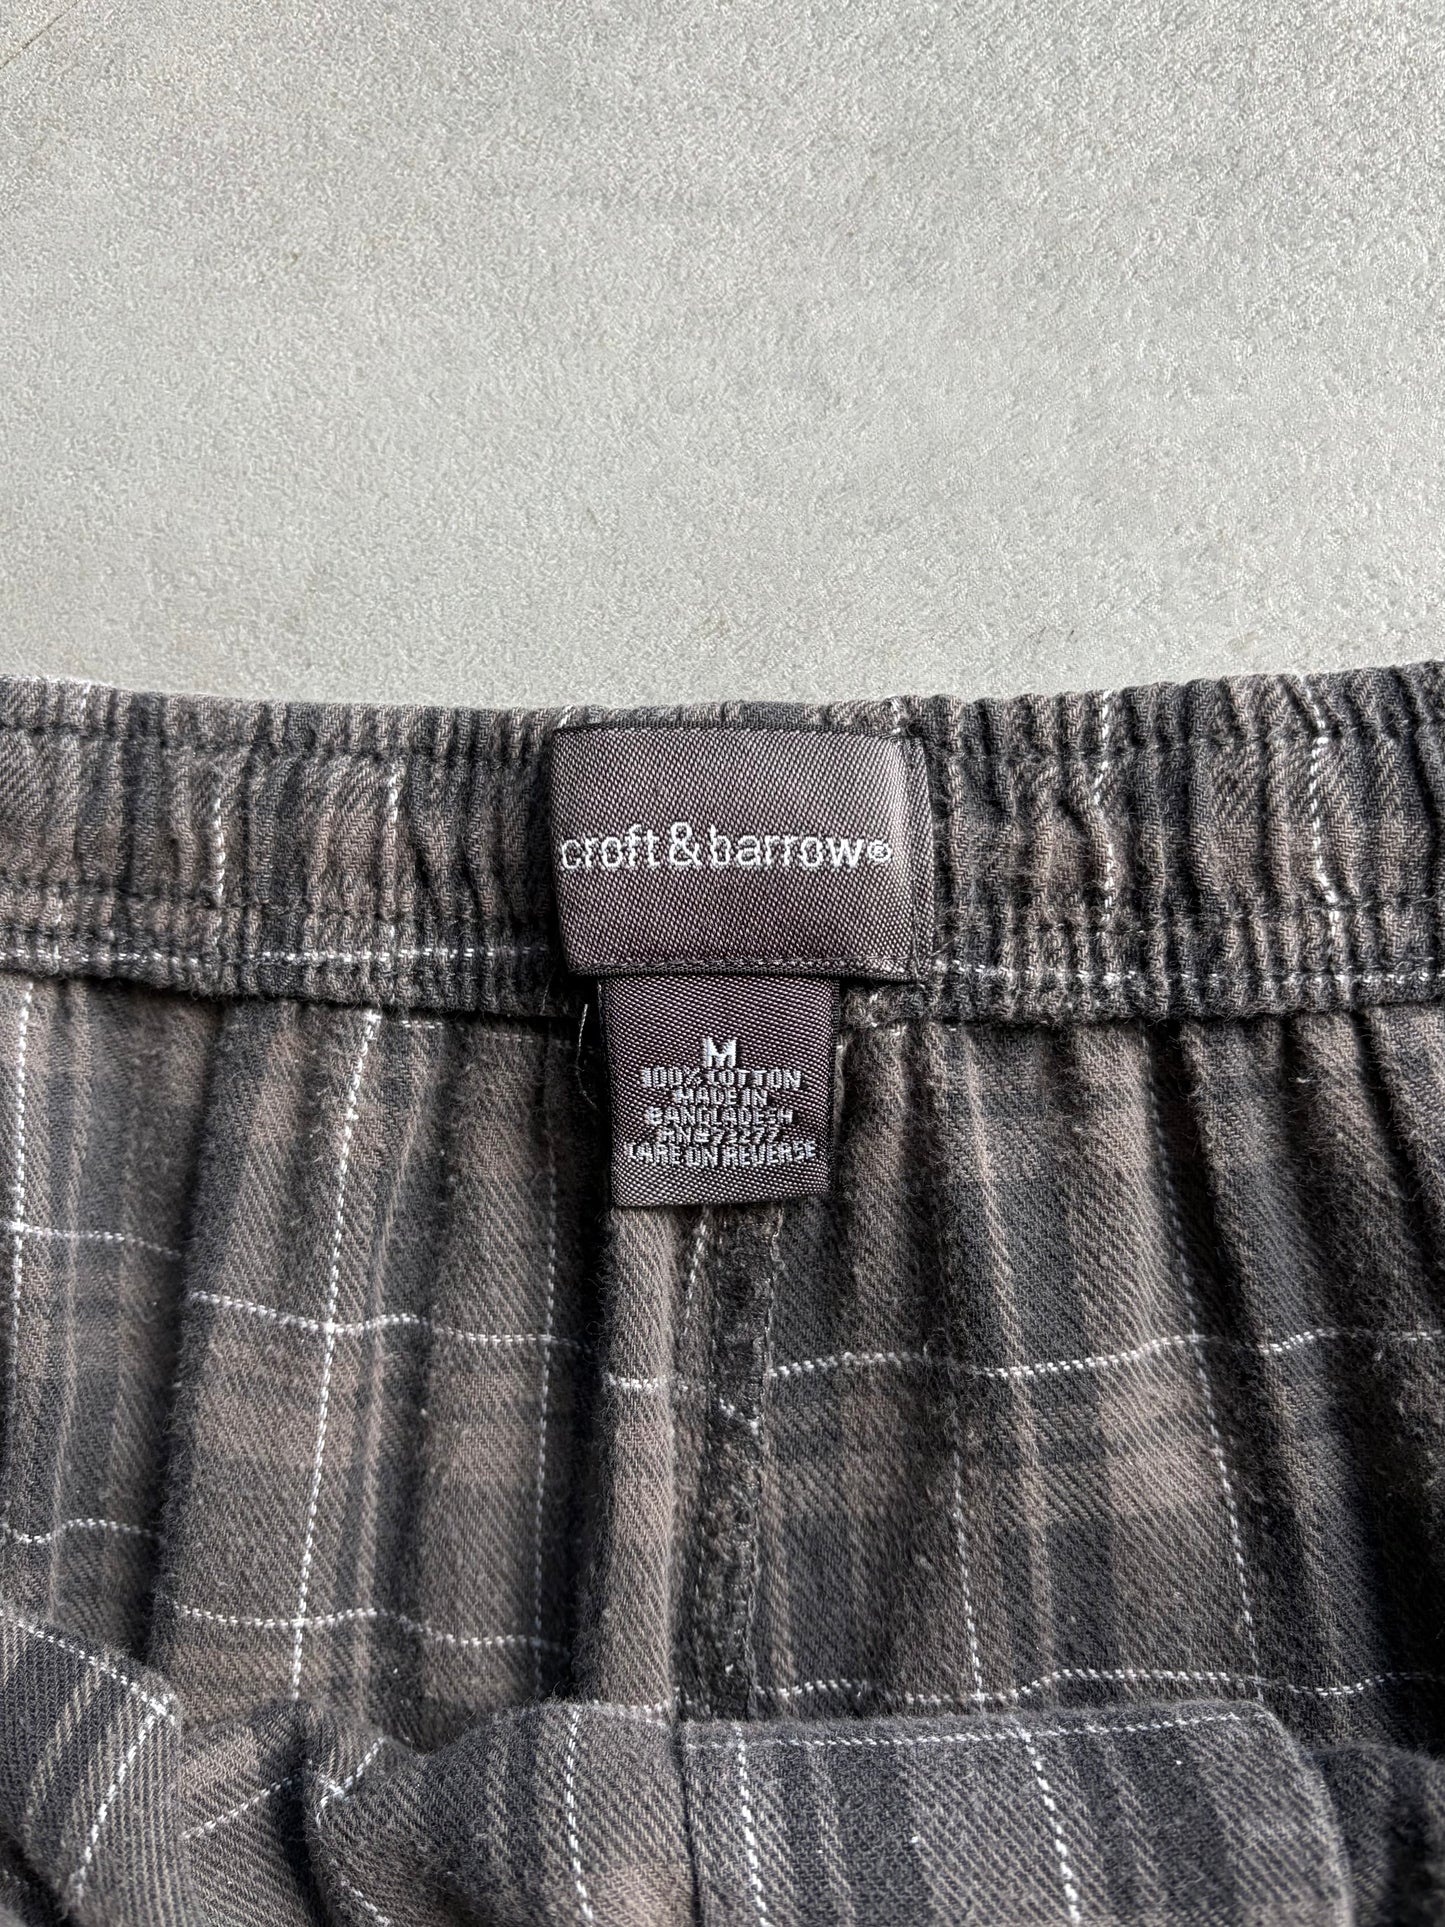 croft&barrow®
M
100% COTTON
MADE IN
BANGLADESH
RN#73277
CARE ON REVERSE